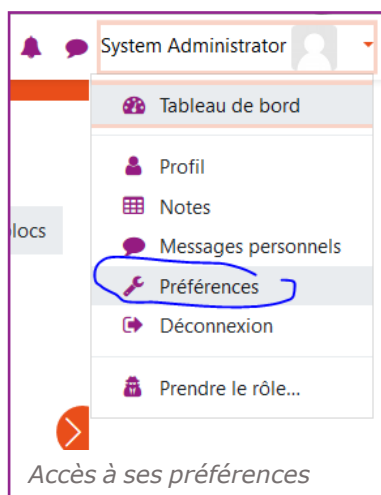 System Administrator
Tableau de bord
Profil
Notes
locs
Messages personnels
Préférences
Déconnexion
Prendre le rôle...
Accès à ses préférences